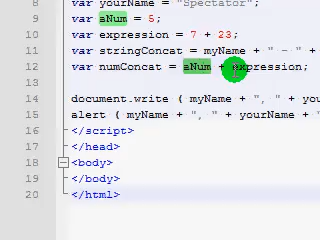 8 var yourName = "Spectator";
9 var aNum = 5;
10 var expression = 7 + 23;
11 var stringConcat = myName + " - " +
12 var numConcat = aNum + expression;
13
14 document.write ( myName + ", " + you
15 alert ( myName + ", " + yourName + "
16 </script>
17 </head>
18 <body>
19 </body>
20 </html>